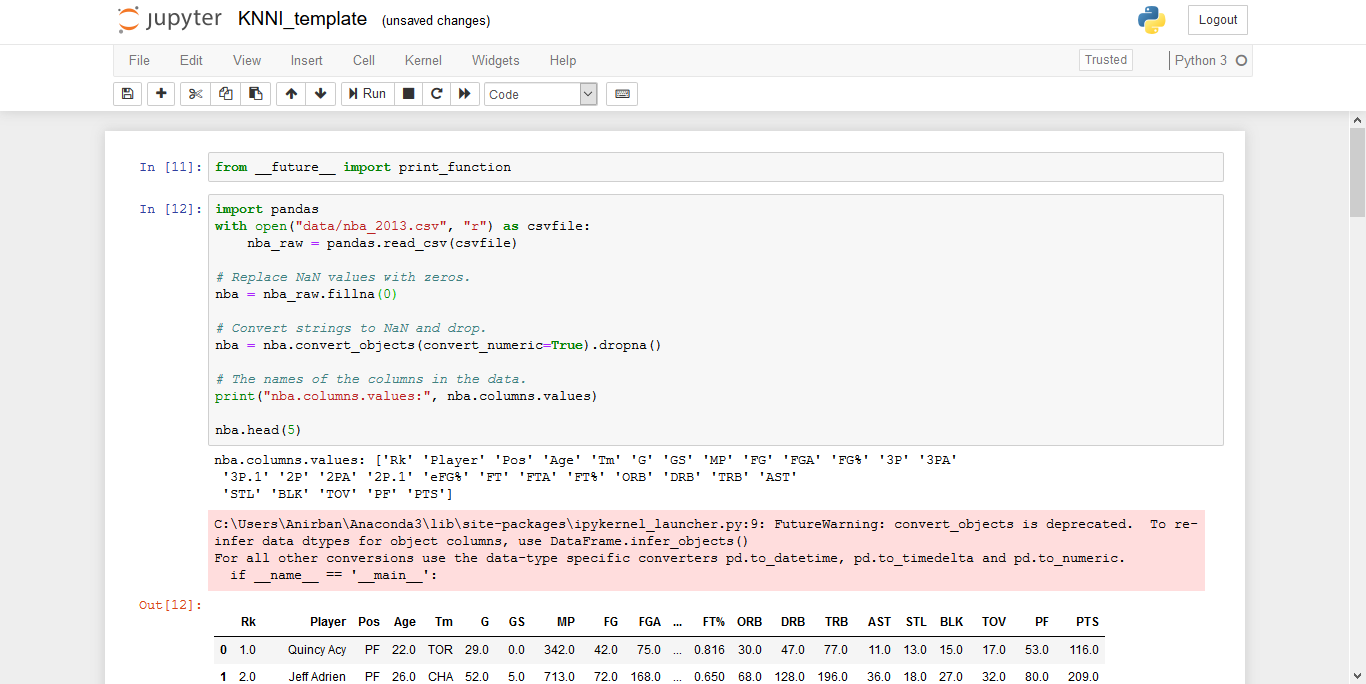 jupyter KNNI_template (unsaved changes) Logout
File Edit View Insert Cell Kernel Widgets Help Trusted Python 3
Run Code
In [11]: from __future__ import print_function
In [12]: import pandas
with open("data/nba_2013.csv", "r") as csvfile:
    nba_raw = pandas.read_csv(csvfile)
# Replace NaN values with zeros.
nba = nba_raw.fillna(0)
# Convert strings to NaN and drop.
nba = nba.convert_objects(convert_numeric=True).dropna()
# The names of the columns in the data.
print("nba.columns.values:", nba.columns.values)
nba.head(5)
nba.columns.values: ['Rk' 'Player' 'Pos' 'Age' 'Tm' 'G' 'GS' 'MP' 'FG' 'FGA' 'FG%' '3P' '3PA'
 '3P.1' '2P' '2PA' '2P.1' 'eFG%' 'FT' 'FTA' 'FT%' 'ORB' 'DRB' 'TRB' 'AST'
 'STL' 'BLK' 'TOV' 'PF' 'PTS']
C:\Users\Anirban\Anaconda3\lib\site-packages\ipykernel_launcher.py:9: FutureWarning: convert_objects is deprecated.  To re-
infer data dtypes for object columns, use DataFrame.infer_objects()
For all other conversions use the data-type specific converters pd.to_datetime, pd.to_timedelta and pd.to_numeric.
  if __name__ == '__main__':
Out[12]:
Rk Player Pos Age Tm G GS MP FG FGA ... FT% ORB DRB TRB AST STL BLK TOV PF PTS
0 1.0 Quincy Acy PF 22.0 TOR 29.0 0.0 342.0 42.0 75.0 ... 0.816 30.0 47.0 77.0 11.0 13.0 15.0 17.0 53.0 116.0
1 2.0 Jeff Adrien PF 26.0 CHA 52.0 5.0 713.0 72.0 168.0 ... 0.650 68.0 128.0 196.0 36.0 18.0 27.0 32.0 80.0 209.0